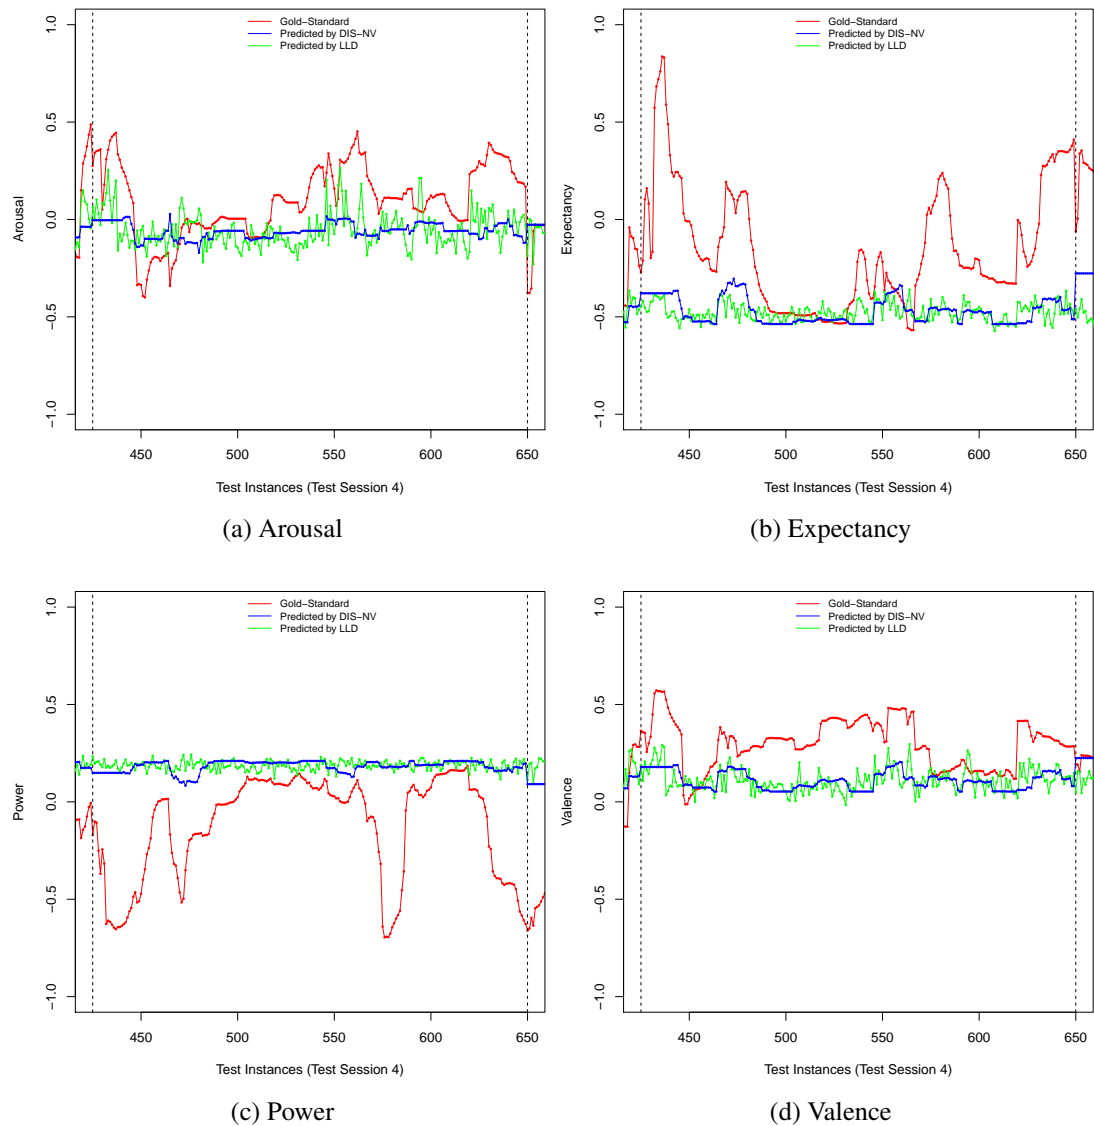 Gold−Standard
Predicted by DIS−NV
Predicted by LLD
1.0
0.5
0.0
−0.5
−1.0
Arousal
450 500 550 600 650
Test Instances (Test Session 4)
(a) Arousal
Gold−Standard
Predicted by DIS−NV
Predicted by LLD
1.0
0.5
0.0
−0.5
−1.0
Expectancy
450 500 550 600 650
Test Instances (Test Session 4)
(b) Expectancy
Gold−Standard
Predicted by DIS−NV
Predicted by LLD
1.0
0.5
0.0
−0.5
−1.0
Power
450 500 550 600 650
Test Instances (Test Session 4)
(c) Power
Gold−Standard
Predicted by DIS−NV
Predicted by LLD
1.0
0.5
0.0
−0.5
−1.0
Valence
450 500 550 600 650
Test Instances (Test Session 4)
(d) Valence